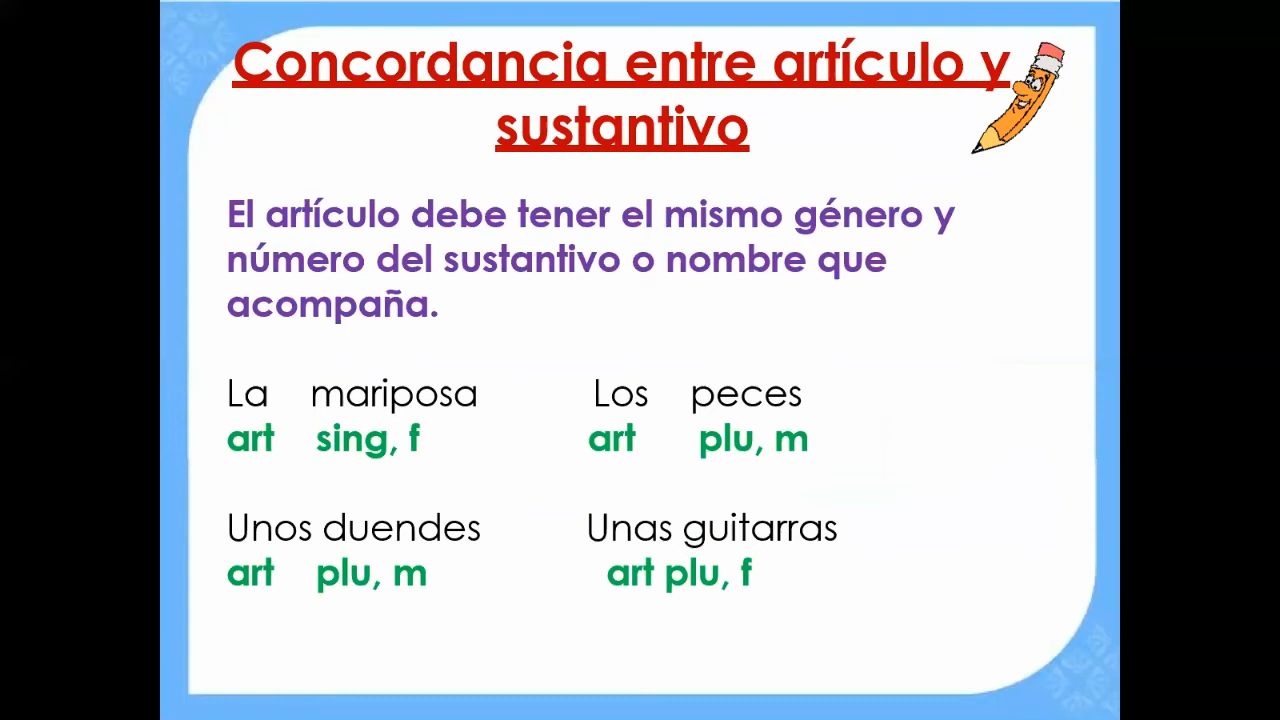 Concordancia entre artículo y
sustantivo
El artículo debe tener el mismo género y
número del sustantivo o nombre que
acompaña.
La mariposa Los peces
art sing, f art plu, m
Unos duendes Unas guitarras
art plu, m art plu, f